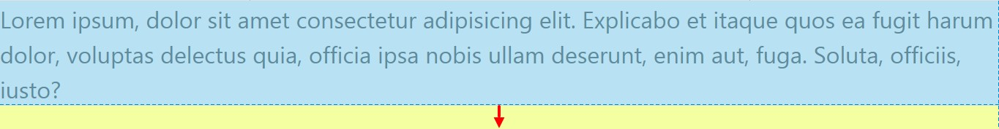 Lorem ipsum, dolor sit amet consectetur adipisicing elit. Explicabo et itaque quos ea fugit harum
dolor, voluptas delectus quia, officia ipsa nobis ullam deserunt, enim aut, fuga. Soluta, officiis,
iusto?